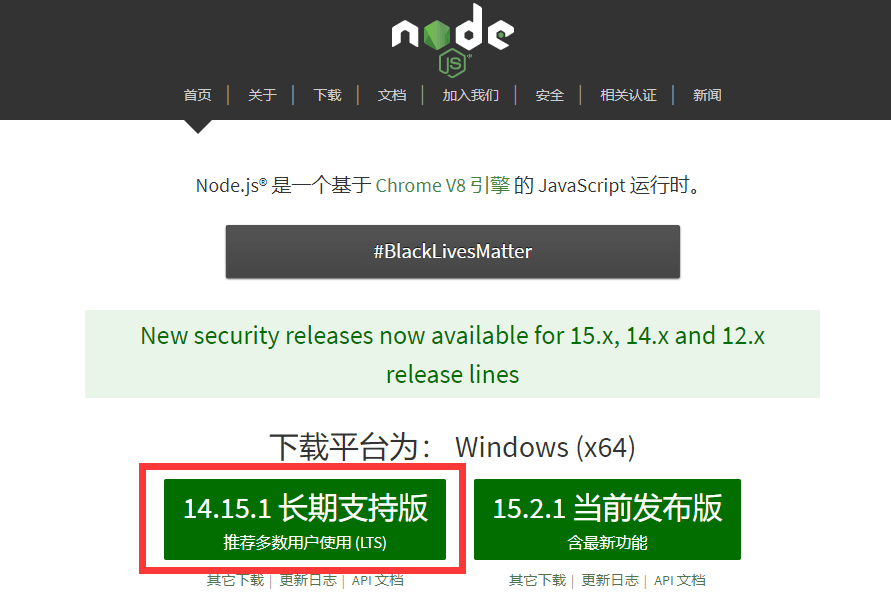 node
JS
首页 | 关于 | 下载 | 文档 | 加入我们 | 安全 | 相关认证 | 新闻
Node.js® 是一个基于 Chrome V8 引擎 的 JavaScript 运行时。
#BlackLivesMatter
New security releases now available for 15.x, 14.x and 12.x
release lines
下载平台为： Windows (x64)
14.15.1 长期支持版 15.2.1 当前发布版
推荐多数用户使用 (LTS) 含最新功能
其它下载 | 更新日志 | API 文档 其它下载 | 更新日志 | API 文档